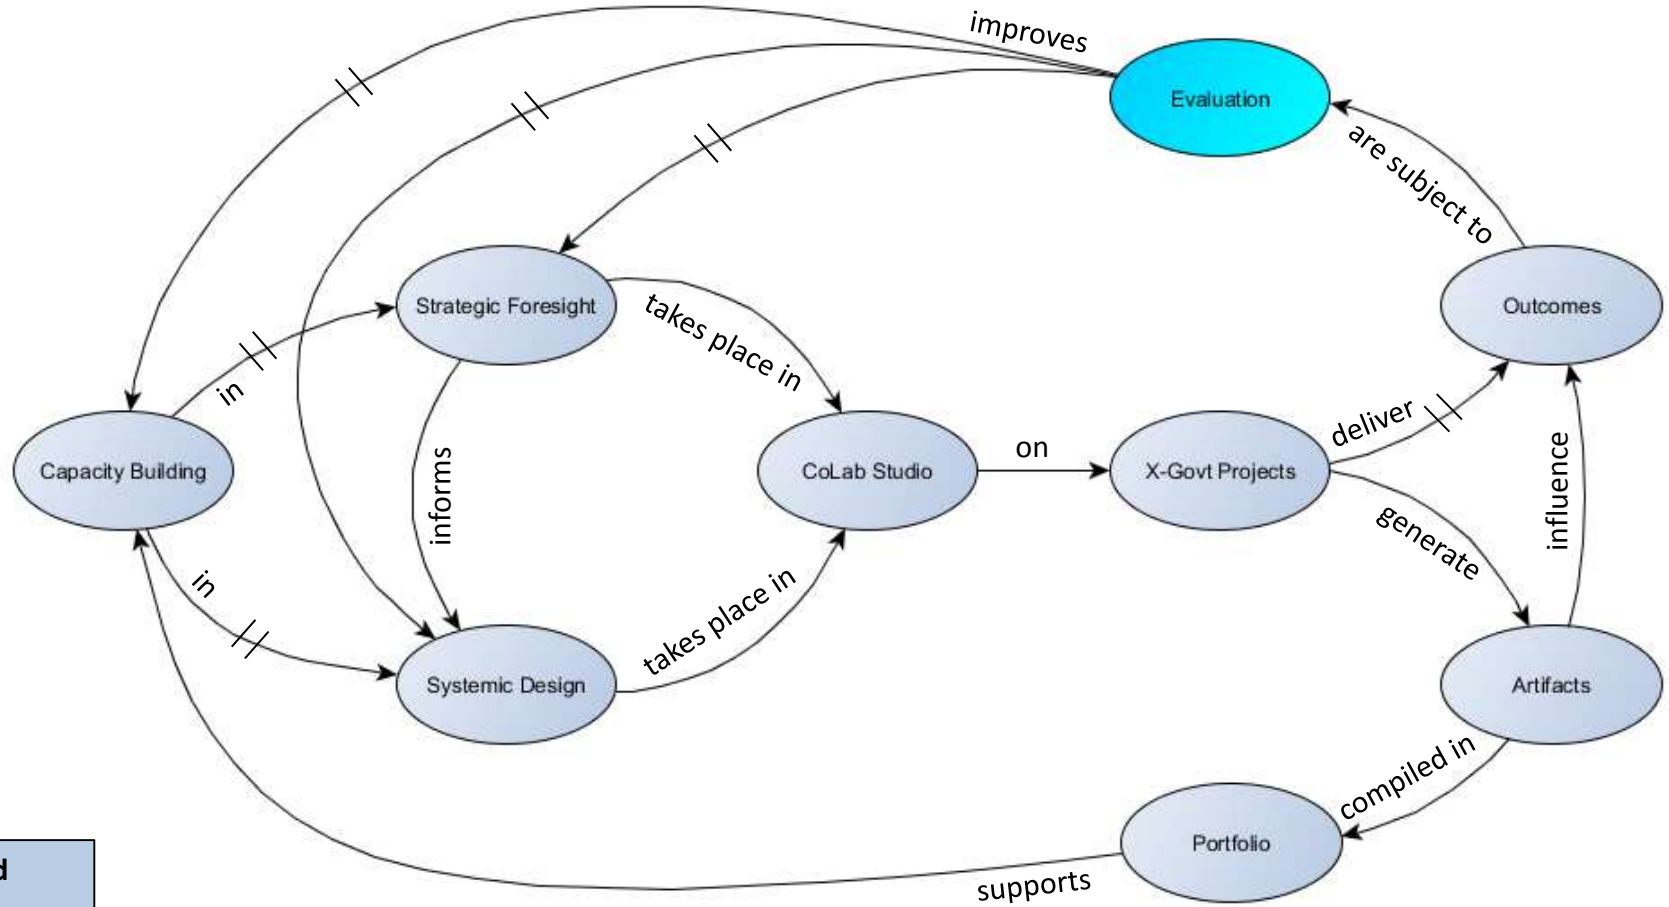 improves
Evaluation
are subject to
Strategic Foresight
takes place in
Outcomes
in
deliver
on
Capacity Building
CoLab Studio
X-Govt Projects
informs
influence
generate
in
takes place in
Systemic Design
Artifacts
compiled in
Portfolio
supports